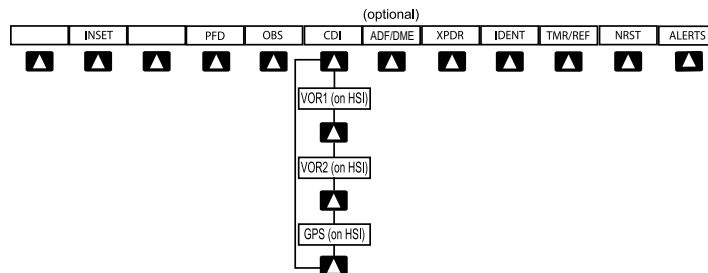 (optional)
INSET PFD OBS CDI ADF/DME XPDR IDENT TMR/REF NRST ALERTS
VOR1 (on HSI)
VOR2 (on HSI)
GPS (on HSI)